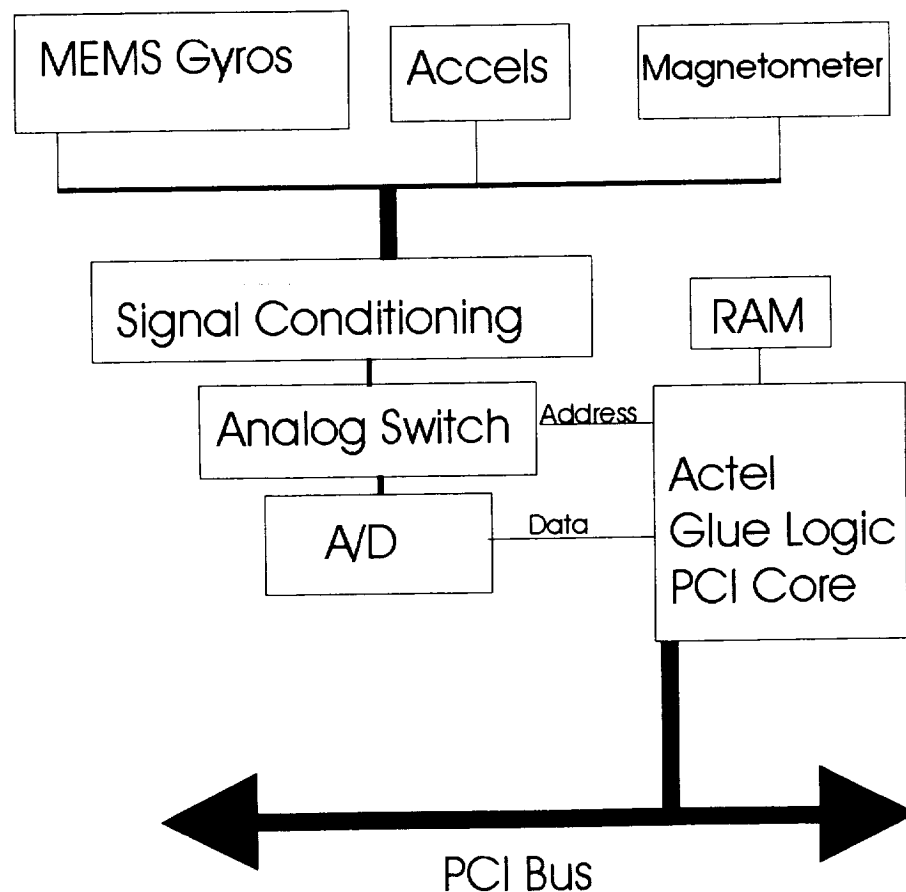 MEMS Gyros
Accels
Magnetometer
Signal Conditioning
RAM
Analog Switch
Address
Actel
Glue Logic
PCI Core
A/D
Data
PCI Bus